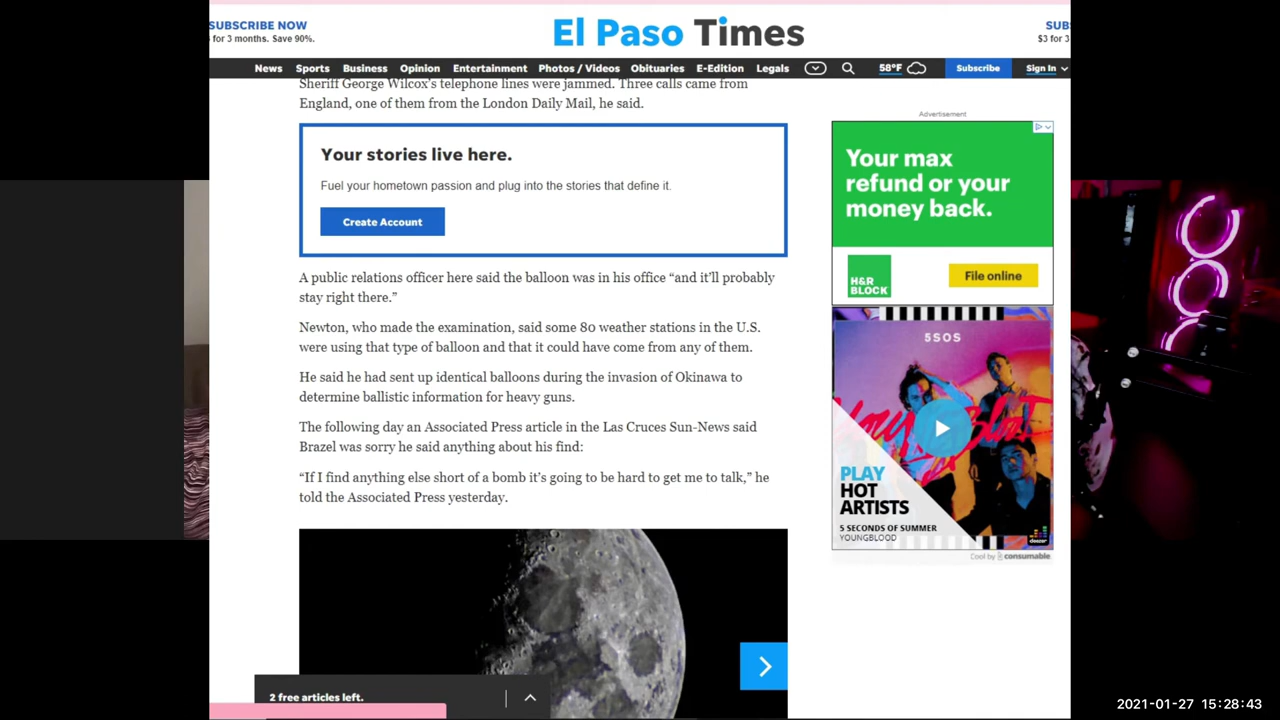 SUBSCRIBE NOW
for 3 months. Save 90%.
El Paso Times
SUB
$3 for 3
News Sports Business Opinion Entertainment Photos / Videos Obituaries E-Edition Legals 58°F Subscribe Sign In
Sheriff George Wilcox's telephone lines were jammed. Three calls came from
England, one of them from the London Daily Mail, he said.
Your stories live here.
Fuel your hometown passion and plug into the stories that define it.
Create Account
A public relations officer here said the balloon was in his office “and it’ll probably
stay right there.”
Newton, who made the examination, said some 80 weather stations in the U.S.
were using that type of balloon and that it could have come from any of them.
He said he had sent up identical balloons during the invasion of Okinawa to
determine ballistic information for heavy guns.
The following day an Associated Press article in the Las Cruces Sun-News said
Brazel was sorry he said anything about his find:
“If I find anything else short of a bomb it’s going to be hard to get me to talk,” he
told the Associated Press yesterday.
2 free articles left.
Advertisement
Your max
refund or your
money back.
H&R
BLOCK
File online
5SOS
PLAY
HOT
ARTISTS
5 SECONDS OF SUMMER
YOUNGBLOOD
deezer
Cool by consumable
2021-01-27 15:28:43